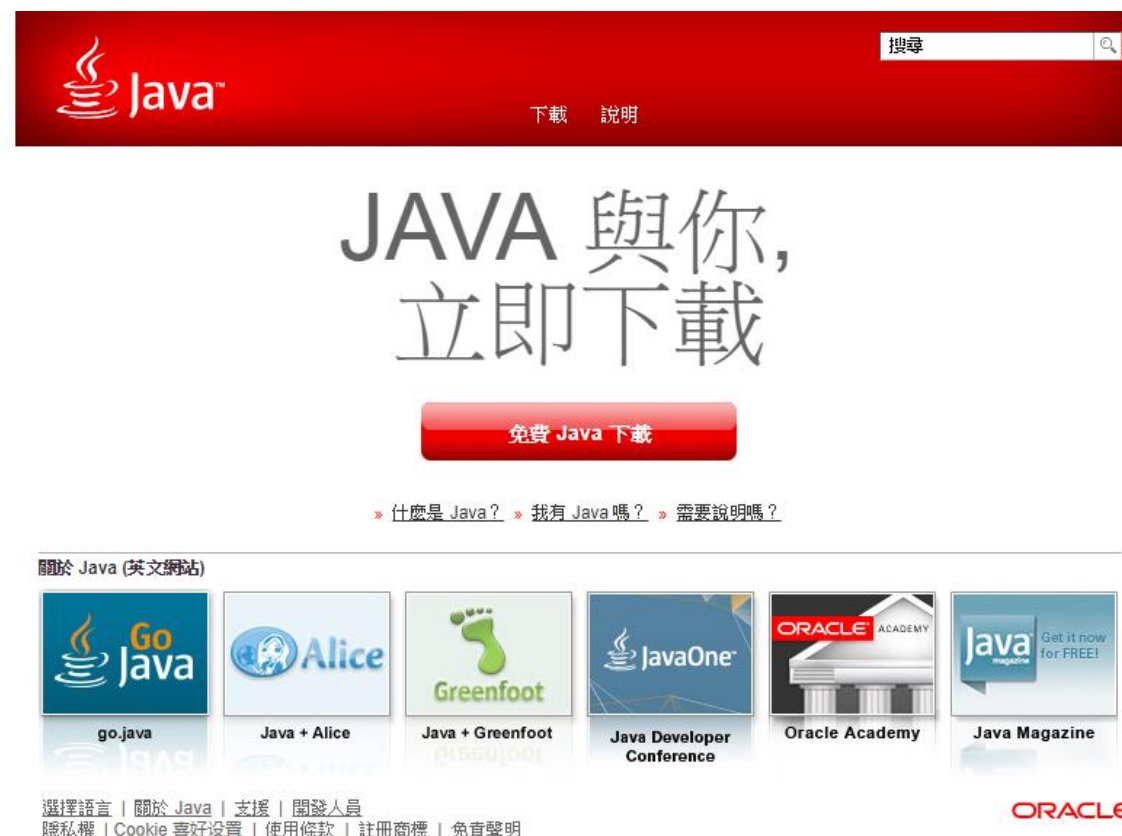 搜尋
Java™
下載 說明
JAVA 與你,
立即下載
免費 Java 下載
» 什麼是 Java？ » 我有 Java 嗎？ » 需要說明嗎？
關於 Java (英文網站)
Go Java
Alice
Greenfoot
JavaOne
ORACLE ACADEMY
Java magazine
Get it now for FREE!
go.java
Java + Alice
Java + Greenfoot
Java Developer Conference
Oracle Academy
Java Magazine
選擇語言 | 關於 Java | 支援 | 開發人員
隱私權 | Cookie 喜好设置 | 使用條款 | 註冊商標 | 免責聲明
ORACLE